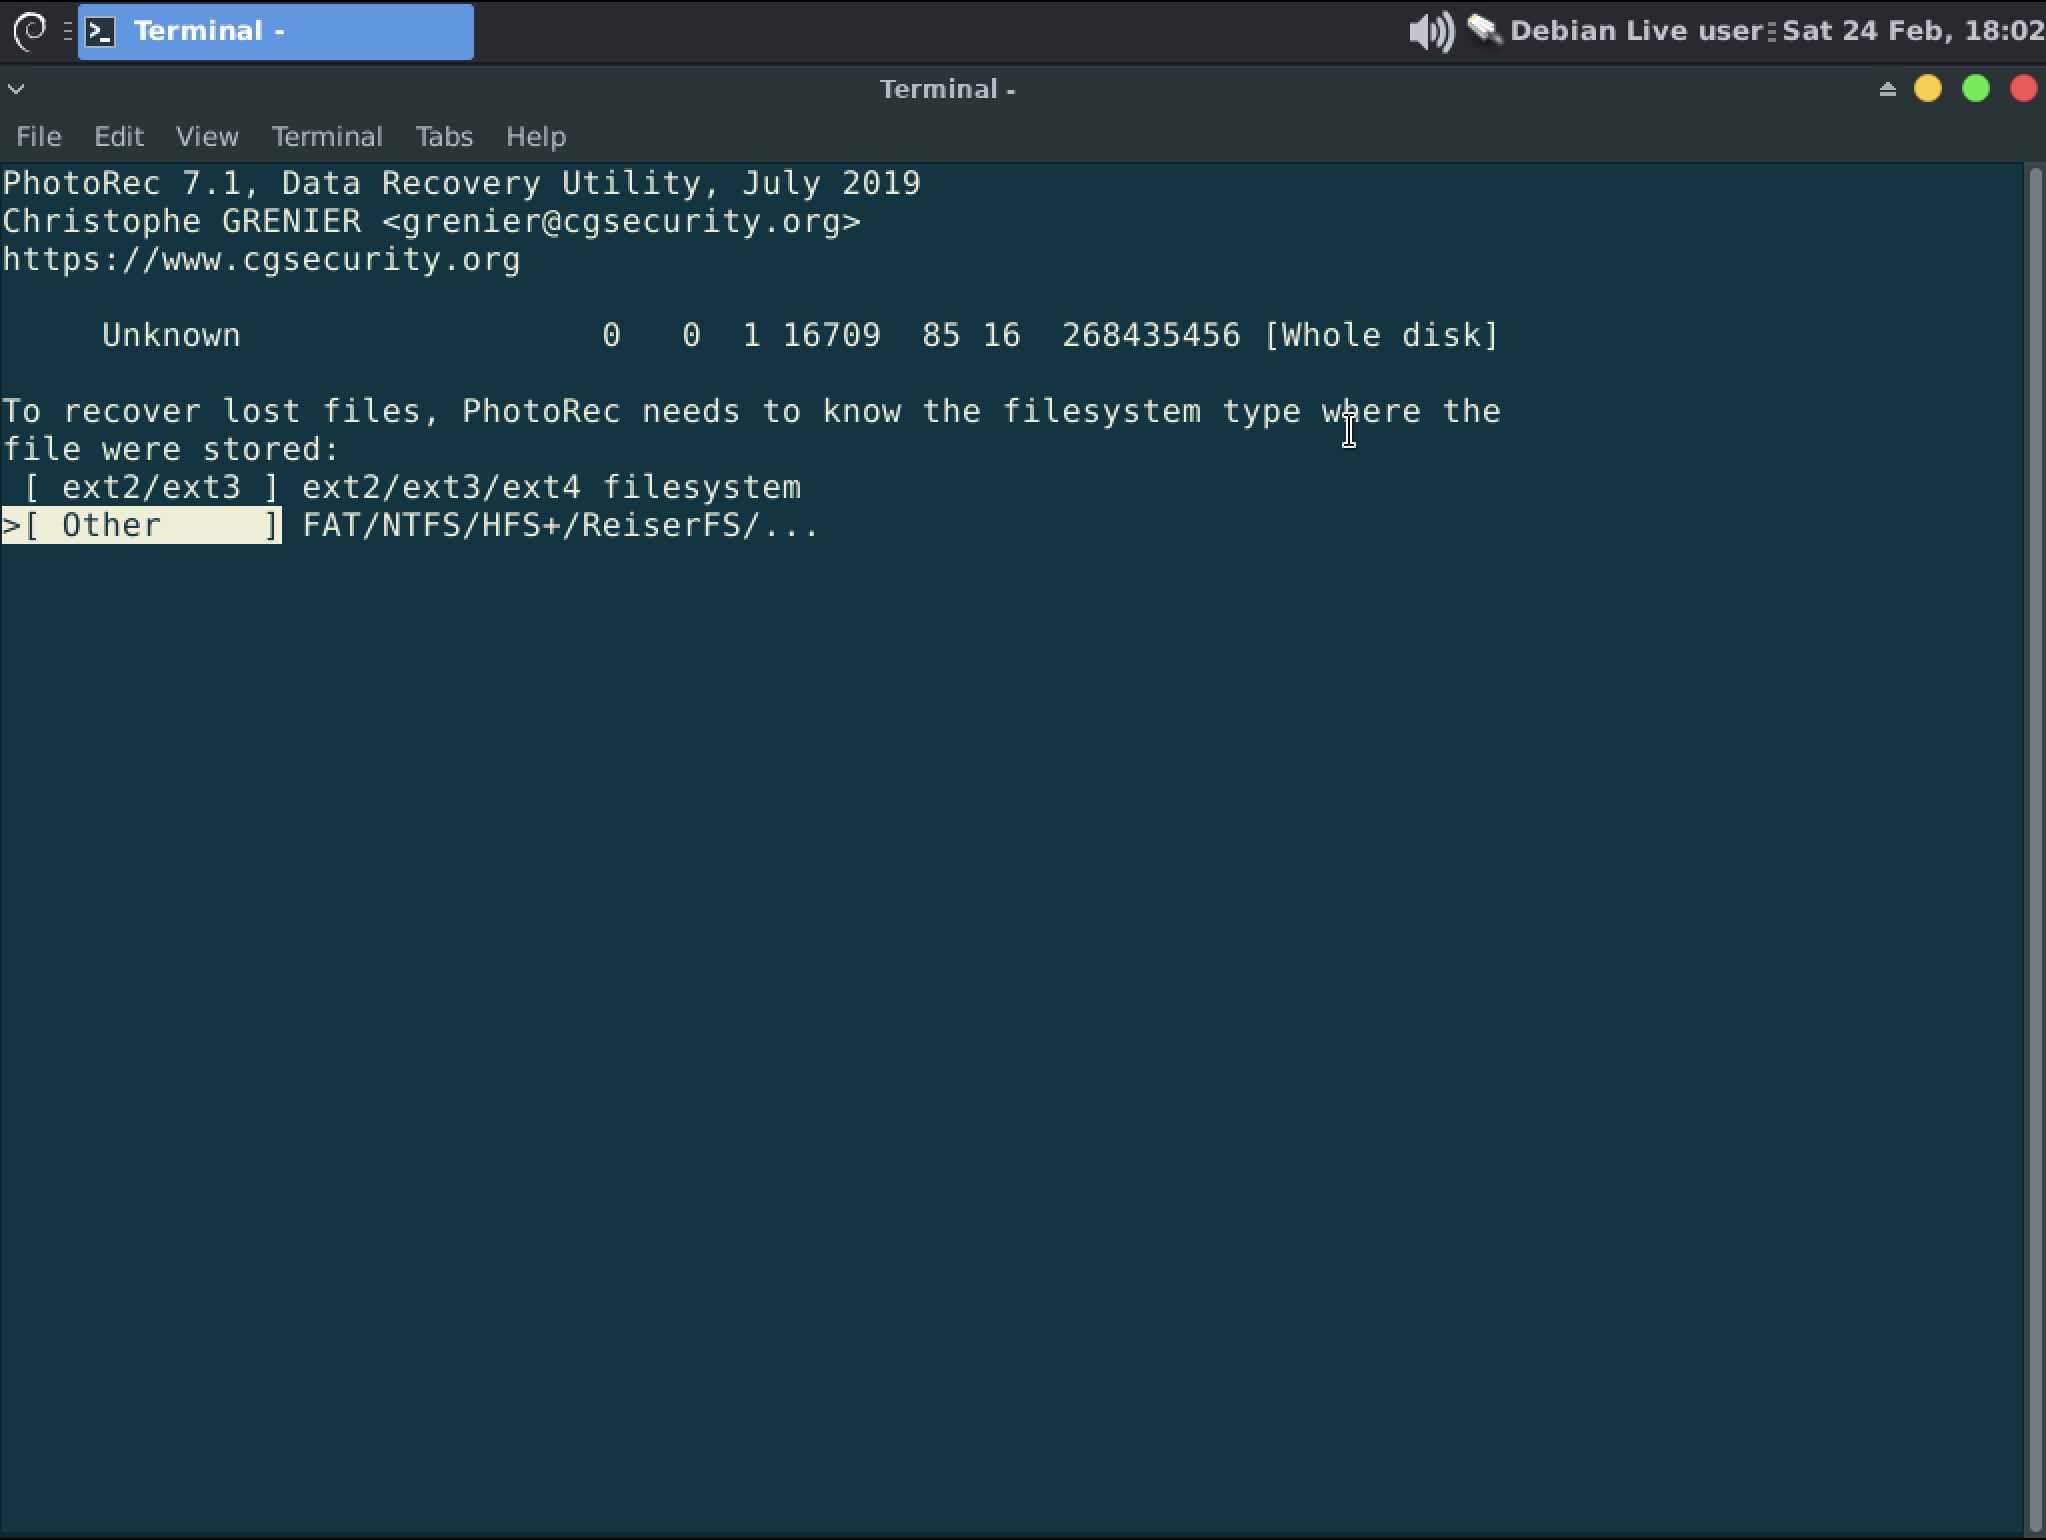 Terminal - Debian Live user Sat 24 Feb, 18:02
Terminal -
File Edit View Terminal Tabs Help
PhotoRec 7.1, Data Recovery Utility, July 2019
Christophe GRENIER <grenier@cgsecurity.org>
https://www.cgsecurity.org
Unknown 0 0 1 16709 85 16 268435456 [Whole disk]
To recover lost files, PhotoRec needs to know the filesystem type where the
file were stored:
[ ext2/ext3 ] ext2/ext3/ext4 filesystem
>[ Other ] FAT/NTFS/HFS+/ReiserFS/...